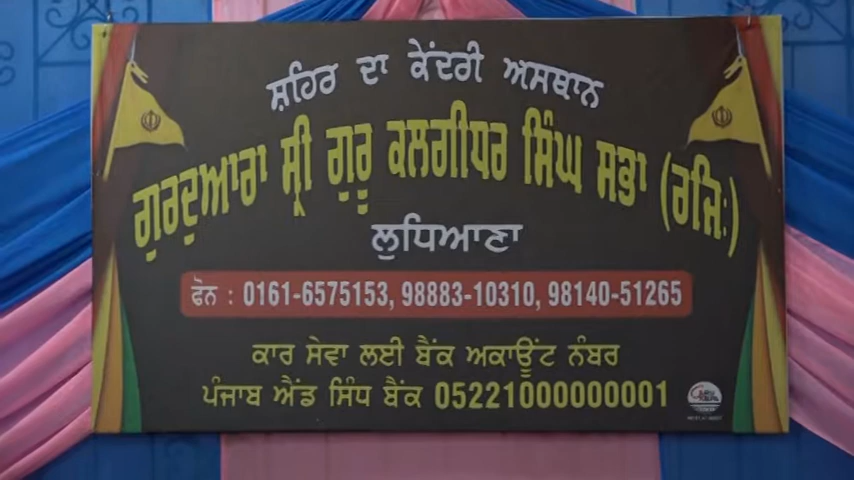 ਸ਼ਹਿਰ ਦਾ ਕੇਂਦਰੀ ਅਸਥਾਨ
ਗੁਰਦੁਆਰਾ ਸ੍ਰੀ ਗੁਰੂ ਕਲਗੀਧਰ ਸਿੰਘ ਸਭਾ (ਰਜਿ:)
ਲੁਧਿਆਣਾ
ਫੋਨ : 0161-6575153, 98883-10310, 98140-51265
ਕਾਰ ਸੇਵਾ ਲਈ ਬੈਂਕ ਅਕਾਊਂਟ ਨੰਬਰ
ਪੰਜਾਬ ਐਂਡ ਸਿੰਧ ਬੈਂਕ 05221000000001